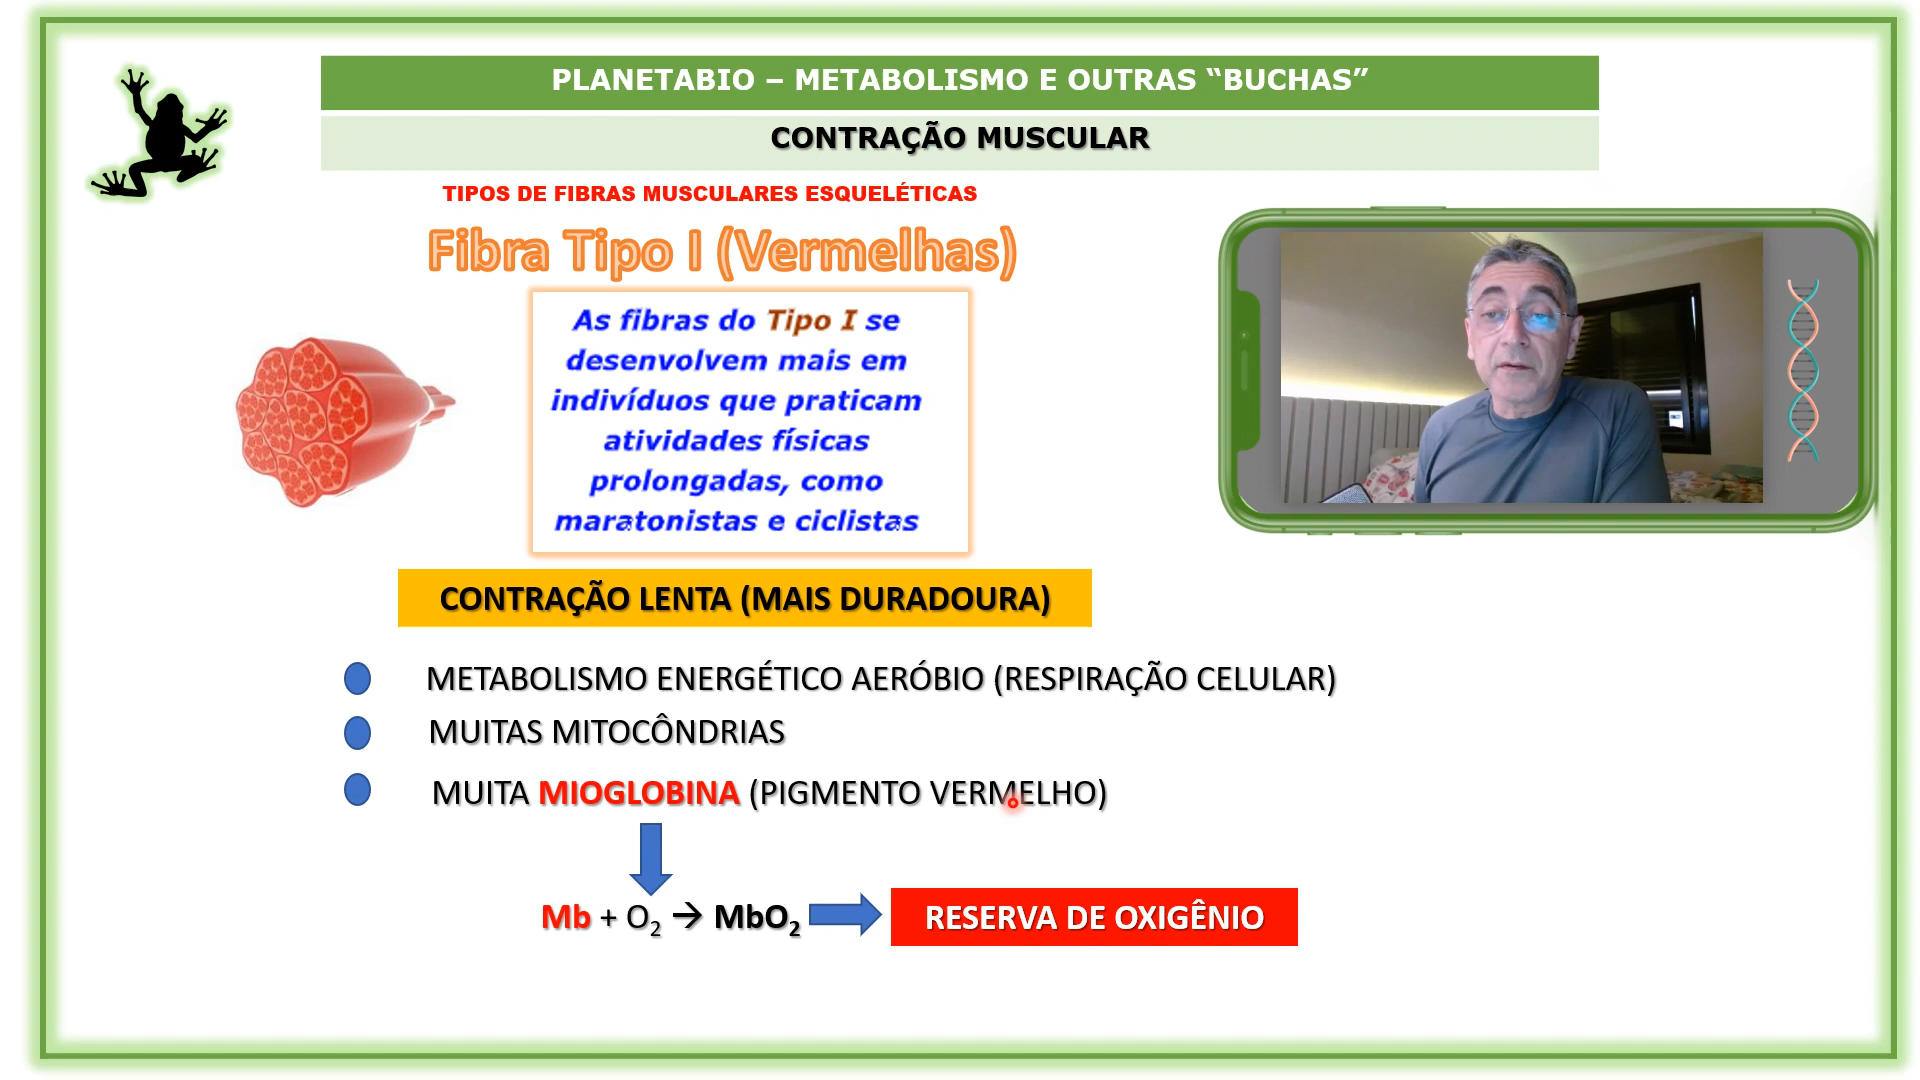 PLANETABIO – METABOLISMO E OUTRAS “BUCHAS”
CONTRAÇÃO MUSCULAR
TIPOS DE FIBRAS MUSCULARES ESQUELÉTICAS
Fibra Tipo I (Vermelhas)
As fibras do Tipo I se
desenvolvem mais em
indivíduos que praticam
atividades físicas
prolongadas, como
maratonistas e ciclistas
CONTRAÇÃO LENTA (MAIS DURADOURA)
METABOLISMO ENERGÉTICO AERÓBIO (RESPIRAÇÃO CELULAR)
MUITAS MITOCÔNDRIAS
MUITA MIOGLOBINA (PIGMENTO VERMELHO)
Mb + O₂ → MbO₂
RESERVA DE OXIGÊNIO